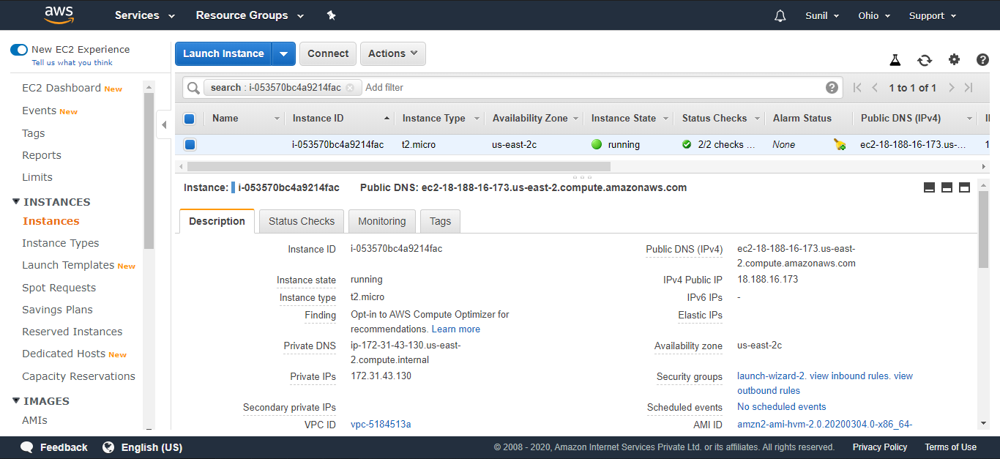 aws Services Resource Groups Sunil Ohio Support
New EC2 Experience
Tell us what you think
EC2 Dashboard New
Events New
Tags
Reports
Limits
INSTANCES
Instances
Instance Types
Launch Templates New
Spot Requests
Savings Plans
Reserved Instances
Dedicated Hosts New
Capacity Reservations
IMAGES
AMIs
Launch Instance Connect Actions
search : i-053570bc4a9214fac Add filter 1 to 1 of 1
Name Instance ID Instance Type Availability Zone Instance State Status Checks Alarm Status Public DNS (IPv4)
i-053570bc4a9214fac t2.micro us-east-2c running 2/2 checks ... None ec2-18-188-16-173.us-... 1
Instance: i-053570bc4a9214fac Public DNS: ec2-18-188-16-173.us-east-2.compute.amazonaws.com
Description Status Checks Monitoring Tags
Instance ID i-053570bc4a9214fac
Instance state running
Instance type t2.micro
Finding Opt-in to AWS Compute Optimizer for
recommendations. Learn more
Private DNS ip-172-31-43-130.us-east-
2.compute.internal
Private IPs 172.31.43.130
Secondary private IPs
VPC ID vpc-5184513a
Public DNS (IPv4) ec2-18-188-16-173.us-east-
2.compute.amazonaws.com
IPv4 Public IP 18.188.16.173
IPv6 IPs -
Elastic IPs
Availability zone us-east-2c
Security groups launch-wizard-2. view inbound rules. view
outbound rules
Scheduled events No scheduled events
AMI ID amzn2-ami-hvm-2.0.20200304.0-x86_64-
Feedback English (US) © 2008 - 2020, Amazon Internet Services Private Ltd. or its affiliates. All rights reserved. Privacy Policy Terms of Use